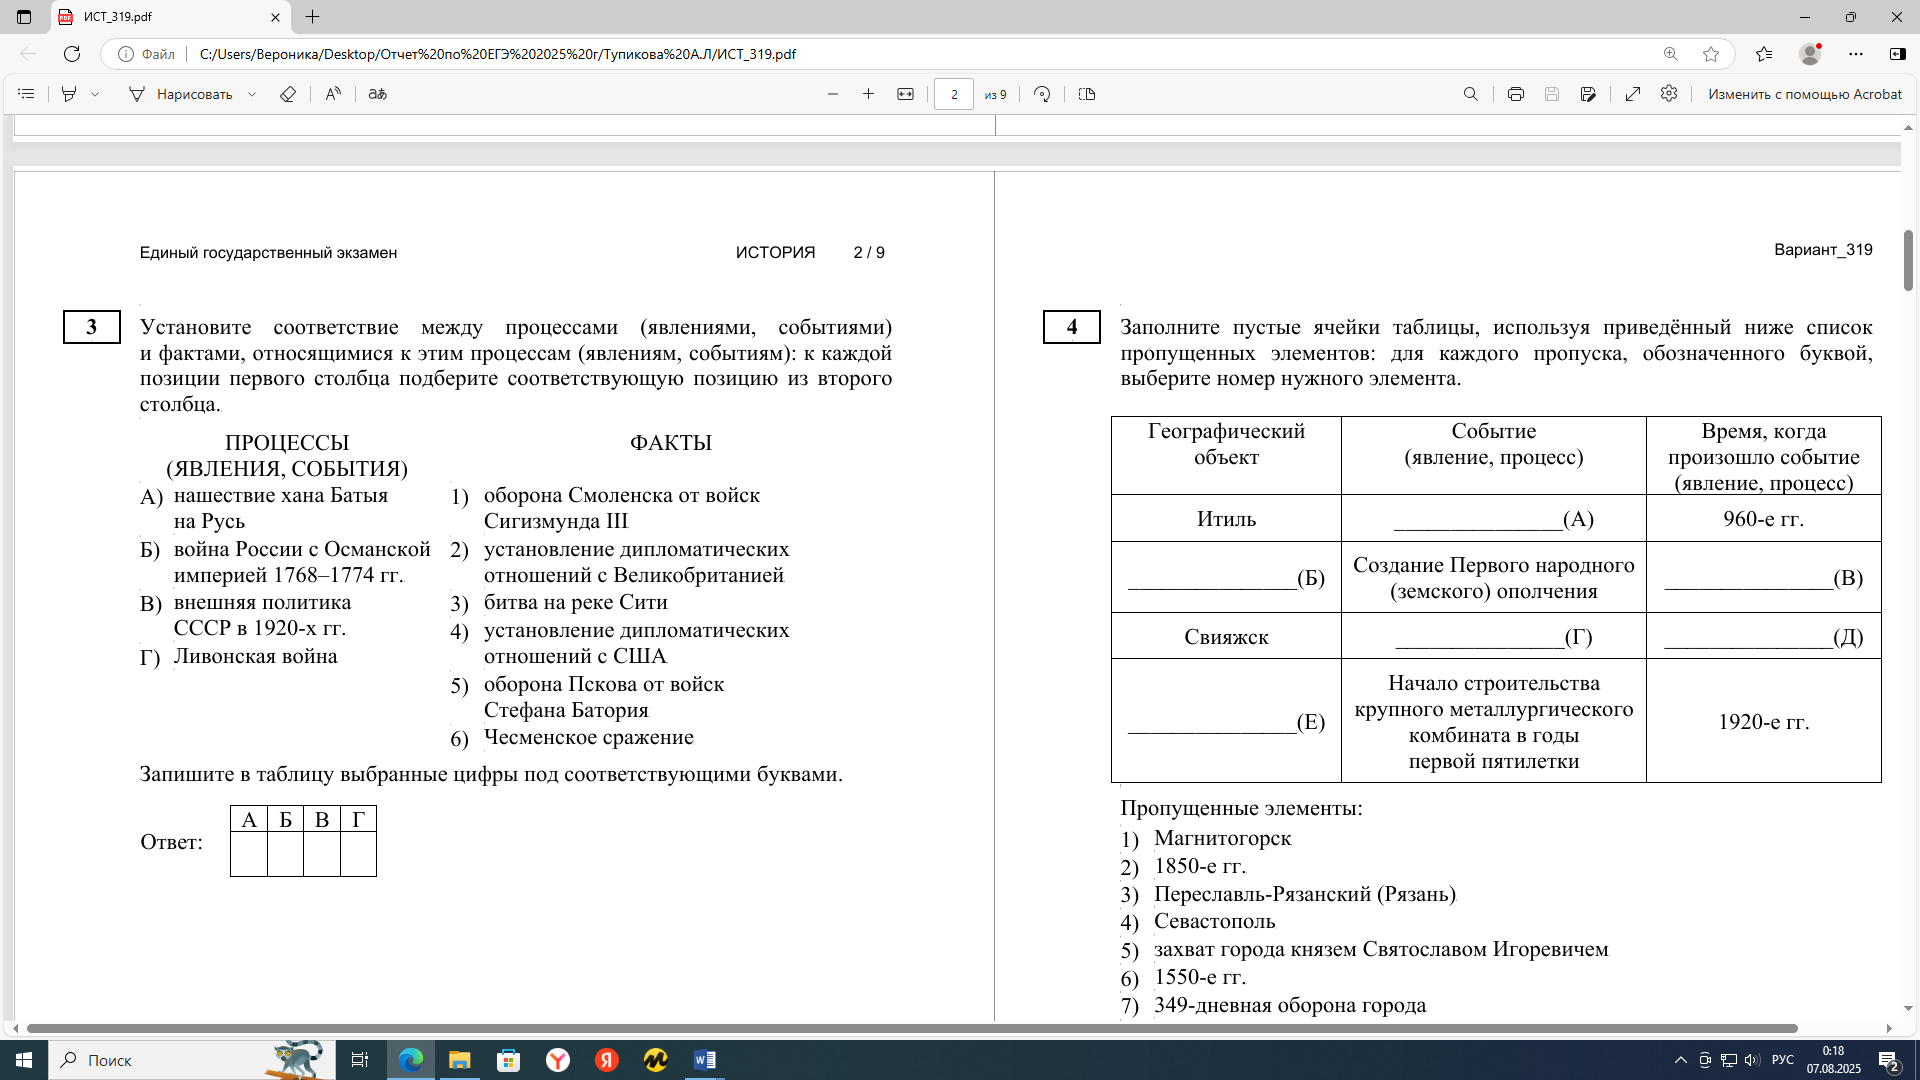 ИСТ_319.pdf
Файл
C:/Users/Вероника/Desktop/Отчет%20по%20ЕГЭ%202025%20г/Тупикова%20А.Л/ИСТ_319.pdf
Нарисовать
аあ
2
из 9
Изменить с помощью Acrobat
Единый государственный экзамен
ИСТОРИЯ
2 / 9
3
Установите соответствие между процессами (явлениями, событиями)
и фактами, относящимися к этим процессам (явлениям, событиям): к каждой
позиции первого столбца подберите соответствующую позицию из второго
столбца.
ПРОЦЕССЫ
(ЯВЛЕНИЯ, СОБЫТИЯ)
А) нашествие хана Батыя
на Русь
Б) война России с Османской
империей 1768–1774 гг.
В) внешняя политика
СССР в 1920-х гг.
Г) Ливонская война
ФАКТЫ
1) оборона Смоленска от войск
Сигизмунда III
2) установление дипломатических
отношений с Великобританией
3) битва на реке Сити
4) установление дипломатических
отношений с США
5) оборона Пскова от войск
Стефана Батория
6) Чесменское сражение
Запишите в таблицу выбранные цифры под соответствующими буквами.
Ответ:
А Б В Г
Вариант_319
4
Заполните пустые ячейки таблицы, используя приведённый ниже список
пропущенных элементов: для каждого пропуска, обозначенного буквой,
выберите номер нужного элемента.
Географический
объект
Событие
(явление, процесс)
Время, когда
произошло событие
(явление, процесс)
Итиль
_______________(А)
960-е гг.
_______________(Б)
Создание Первого народного
(земского) ополчения
_______________(В)
Свияжск
_______________(Г)
_______________(Д)
_______________(Е)
Начало строительства
крупного металлургического
комбината в годы
первой пятилетки
1920-е гг.
Пропущенные элементы:
1) Магнитогорск
2) 1850-е гг.
3) Переславль-Рязанский (Рязань)
4) Севастополь
5) захват города князем Святославом Игоревичем
6) 1550-е гг.
7) 349-дневная оборона города
Поиск
РУС
0:18
07.08.2025
2